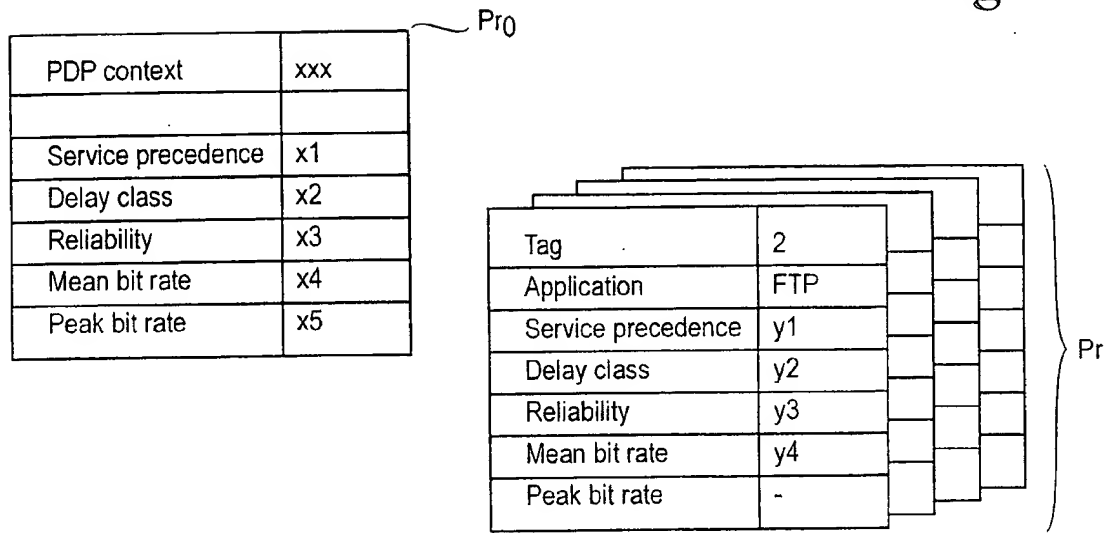 g
Pr0
PDP context xxx
Service precedence x1
Delay class x2
Reliability x3
Mean bit rate x4
Peak bit rate x5
Tag 2
Application FTP
Service precedence y1
Delay class y2
Reliability y3
Mean bit rate y4
Peak bit rate -
Pr